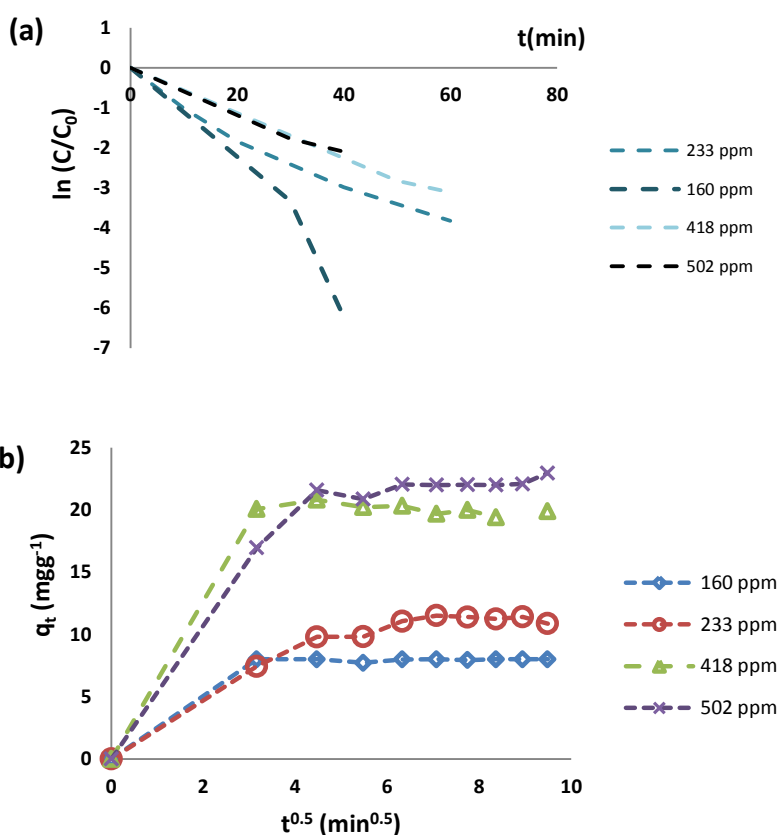 (a)
t(min)
1
0
-1
-2
-3
-4
-5
-6
-7
0
20
40
60
80
ln (C/C₀)
233 ppm
160 ppm
418 ppm
502 ppm
b)
25
20
15
10
5
0
0
2
4
6
8
10
qₜ (mgg⁻¹)
t⁰·⁵ (min⁰·⁵)
160 ppm
233 ppm
418 ppm
502 ppm